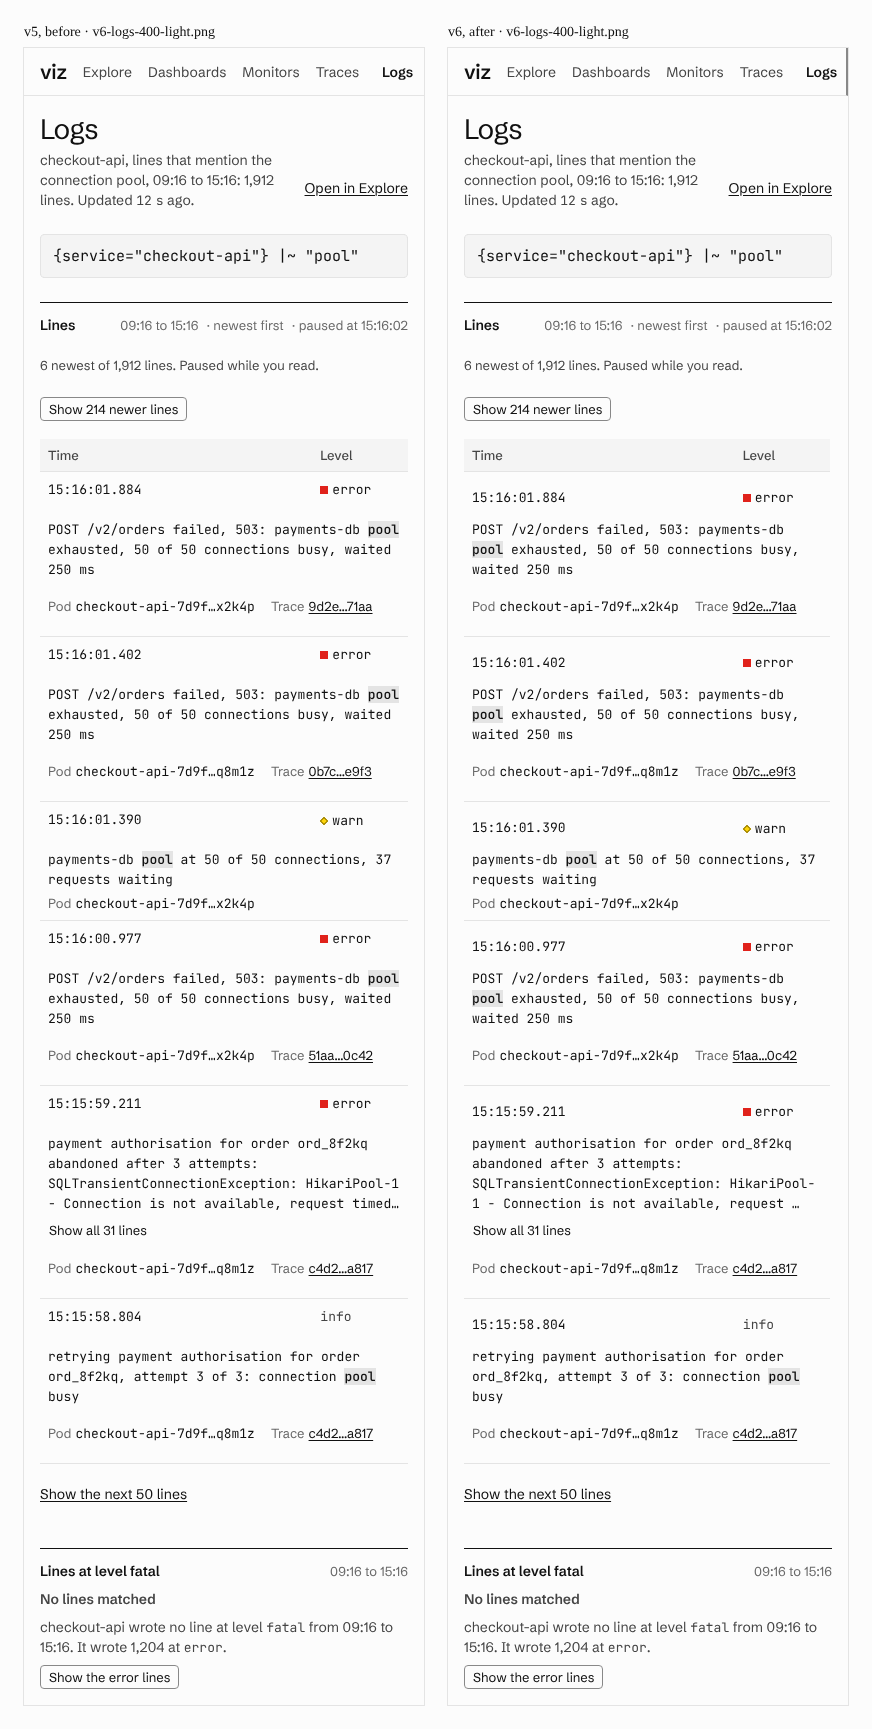 v5, before · v6-logs-400-light.png
viz Explore Dashboards Monitors Traces Logs
Logs
checkout-api, lines that mention the
connection pool, 09:16 to 15:16: 1,912
lines. Updated 12 s ago.
Open in Explore
{service="checkout-api"} |~ "pool"
Lines 09:16 to 15:16 · newest first · paused at 15:16:02
6 newest of 1,912 lines. Paused while you read.
Show 214 newer lines
Time Level
15:16:01.884 error
POST /v2/orders failed, 503: payments-db pool
exhausted, 50 of 50 connections busy, waited
250 ms
Pod checkout-api-7d9f…x2k4p Trace 9d2e…71aa
15:16:01.402 error
POST /v2/orders failed, 503: payments-db pool
exhausted, 50 of 50 connections busy, waited
250 ms
Pod checkout-api-7d9f…q8m1z Trace 0b7c…e9f3
15:16:01.390 warn
payments-db pool at 50 of 50 connections, 37
requests waiting
Pod checkout-api-7d9f…x2k4p
15:16:00.977 error
POST /v2/orders failed, 503: payments-db pool
exhausted, 50 of 50 connections busy, waited
250 ms
Pod checkout-api-7d9f…x2k4p Trace 51aa…0c42
15:15:59.211 error
payment authorisation for order ord_8f2kq
abandoned after 3 attempts:
SQLTransientConnectionException: HikariPool-1
- Connection is not available, request timed…
Show all 31 lines
Pod checkout-api-7d9f…q8m1z Trace c4d2…a817
15:15:58.804 info
retrying payment authorisation for order
ord_8f2kq, attempt 3 of 3: connection pool
busy
Pod checkout-api-7d9f…q8m1z Trace c4d2…a817
Show the next 50 lines
Lines at level fatal 09:16 to 15:16
No lines matched
checkout-api wrote no line at level fatal from 09:16 to
15:16. It wrote 1,204 at error.
Show the error lines
v6, after · v6-logs-400-light.png
viz Explore Dashboards Monitors Traces Logs
Logs
checkout-api, lines that mention the
connection pool, 09:16 to 15:16: 1,912
lines. Updated 12 s ago.
Open in Explore
{service="checkout-api"} |~ "pool"
Lines 09:16 to 15:16 · newest first · paused at 15:16:02
6 newest of 1,912 lines. Paused while you read.
Show 214 newer lines
Time Level
15:16:01.884 error
POST /v2/orders failed, 503: payments-db
pool exhausted, 50 of 50 connections busy,
waited 250 ms
Pod checkout-api-7d9f…x2k4p Trace 9d2e…71aa
15:16:01.402 error
POST /v2/orders failed, 503: payments-db
pool exhausted, 50 of 50 connections busy,
waited 250 ms
Pod checkout-api-7d9f…q8m1z Trace 0b7c…e9f3
15:16:01.390 warn
payments-db pool at 50 of 50 connections, 37
requests waiting
Pod checkout-api-7d9f…x2k4p
15:16:00.977 error
POST /v2/orders failed, 503: payments-db
pool exhausted, 50 of 50 connections busy,
waited 250 ms
Pod checkout-api-7d9f…x2k4p Trace 51aa…0c42
15:15:59.211 error
payment authorisation for order ord_8f2kq
abandoned after 3 attempts:
SQLTransientConnectionException: HikariPool-
1 - Connection is not available, request …
Show all 31 lines
Pod checkout-api-7d9f…q8m1z Trace c4d2…a817
15:15:58.804 info
retrying payment authorisation for order
ord_8f2kq, attempt 3 of 3: connection pool
busy
Pod checkout-api-7d9f…q8m1z Trace c4d2…a817
Show the next 50 lines
Lines at level fatal 09:16 to 15:16
No lines matched
checkout-api wrote no line at level fatal from 09:16 to
15:16. It wrote 1,204 at error.
Show the error lines